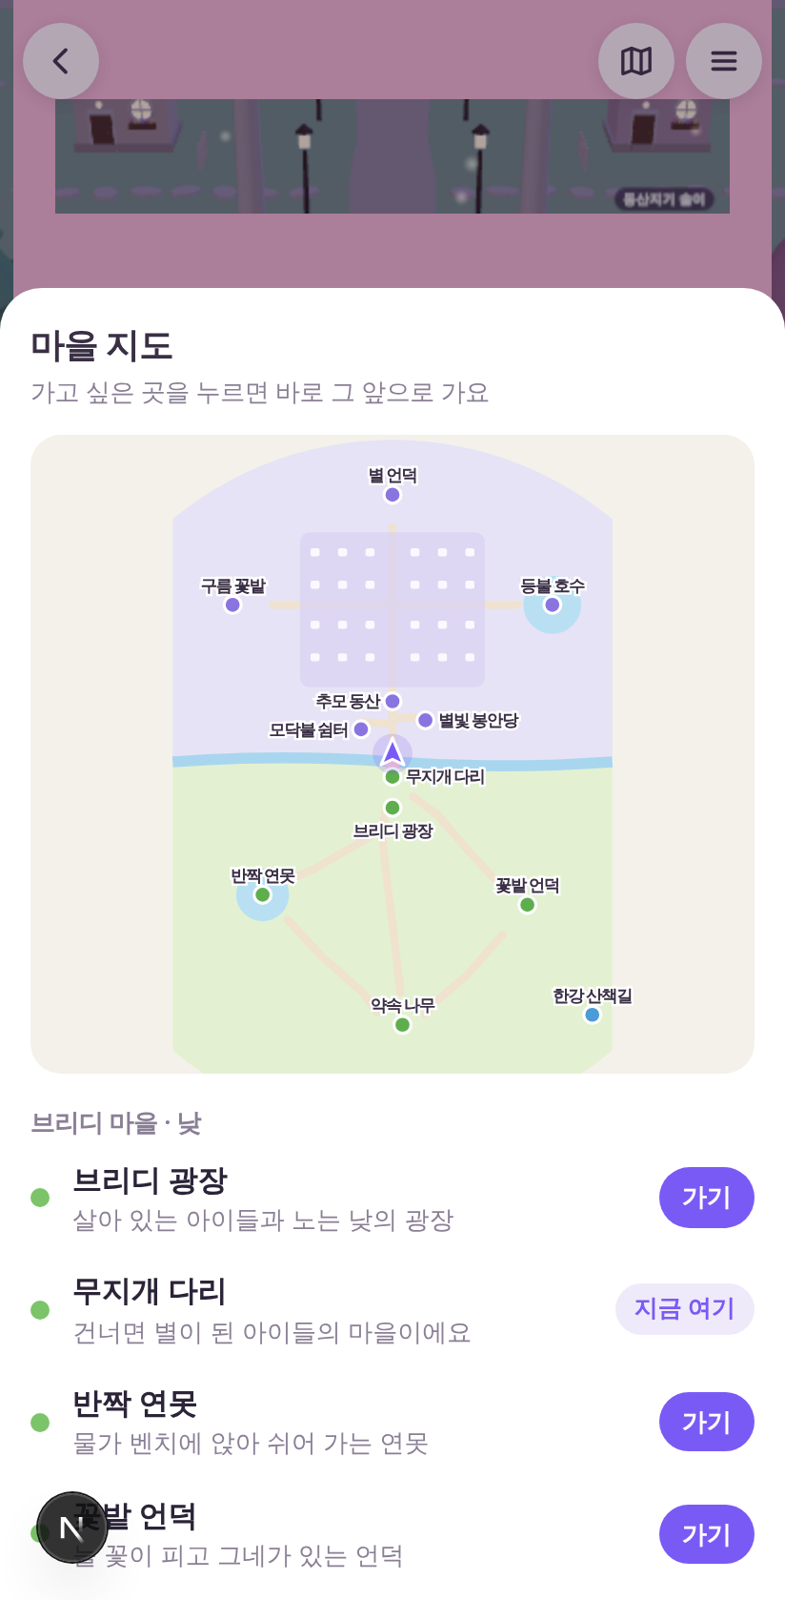 동산지기 솔이
마을 지도
가고 싶은 곳을 누르면 바로 그 앞으로 가요
별 언덕
구름 꽃밭
등불 호수
추모 동산
별빛 봉안당
모닥불 쉼터
무지개 다리
브리디 광장
반짝 연못
꽃밭 언덕
한강 산책길
약속 나무
브리디 마을 · 낮
브리디 광장
가기
살아 있는 아이들과 노는 낮의 광장
무지개 다리
지금 여기
건너면 별이 된 아이들의 마을이에요
반짝 연못
가기
물가 벤치에 앉아 쉬어 가는 연못
꽃밭 언덕
가기
꽃이 피고 그네가 있는 언덕
N